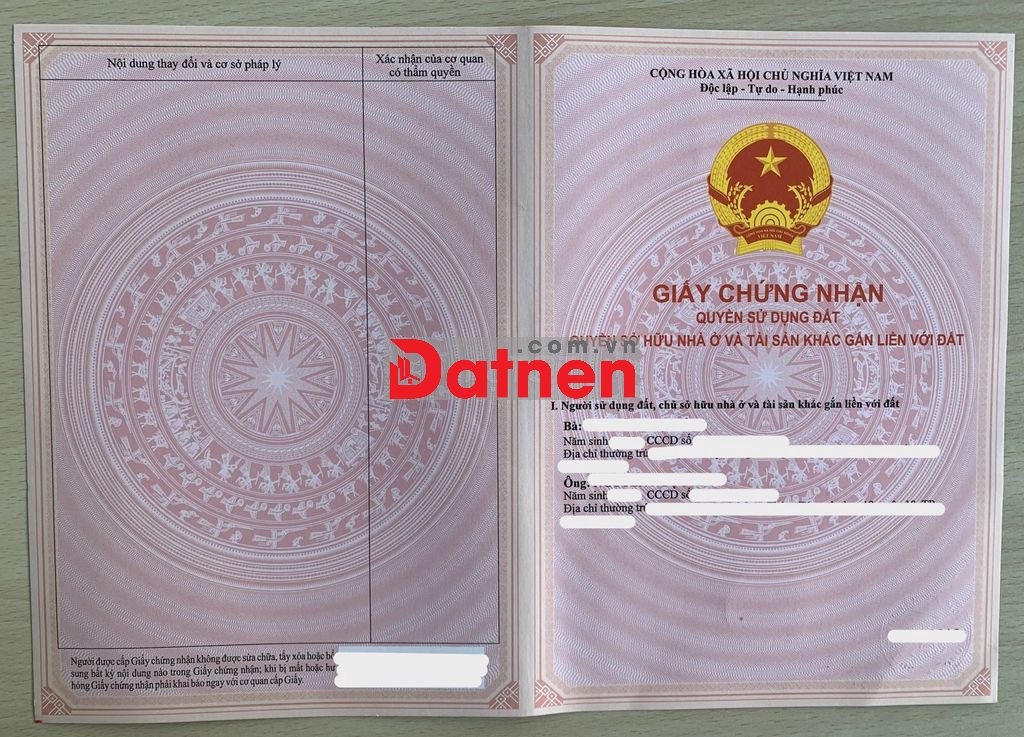 Nội dung thay đổi và cơ sở pháp lý
Xác nhận của cơ quan
có thẩm quyền
Người được cấp Giấy chứng nhận không được sửa chữa, tẩy xóa hoặc bổ
sung bất kỳ nội dung nào trong Giấy chứng nhận; khi bị mất hoặc hư
hỏng Giấy chứng nhận phải khai báo ngay với cơ quan cấp Giấy.
CỘNG HÒA XÃ HỘI CHỦ NGHĨA VIỆT NAM
Độc lập - Tự do - Hạnh phúc
VIỆT NAM
GIẤY CHỨNG NHẬN
QUYỀN SỬ DỤNG ĐẤT
QUYỀN SỞ HỮU NHÀ Ở VÀ TÀI SẢN KHÁC GẮN LIỀN VỚI ĐẤT
.com.vn
Datnen
I. Người sử dụng đất, chủ sở hữu nhà ở và tài sản khác gắn liền với đất
Bà:
Năm sinh CCCD số
Địa chỉ thường trú
Ông:
Năm sinh CCCD số
Địa chỉ thường trú